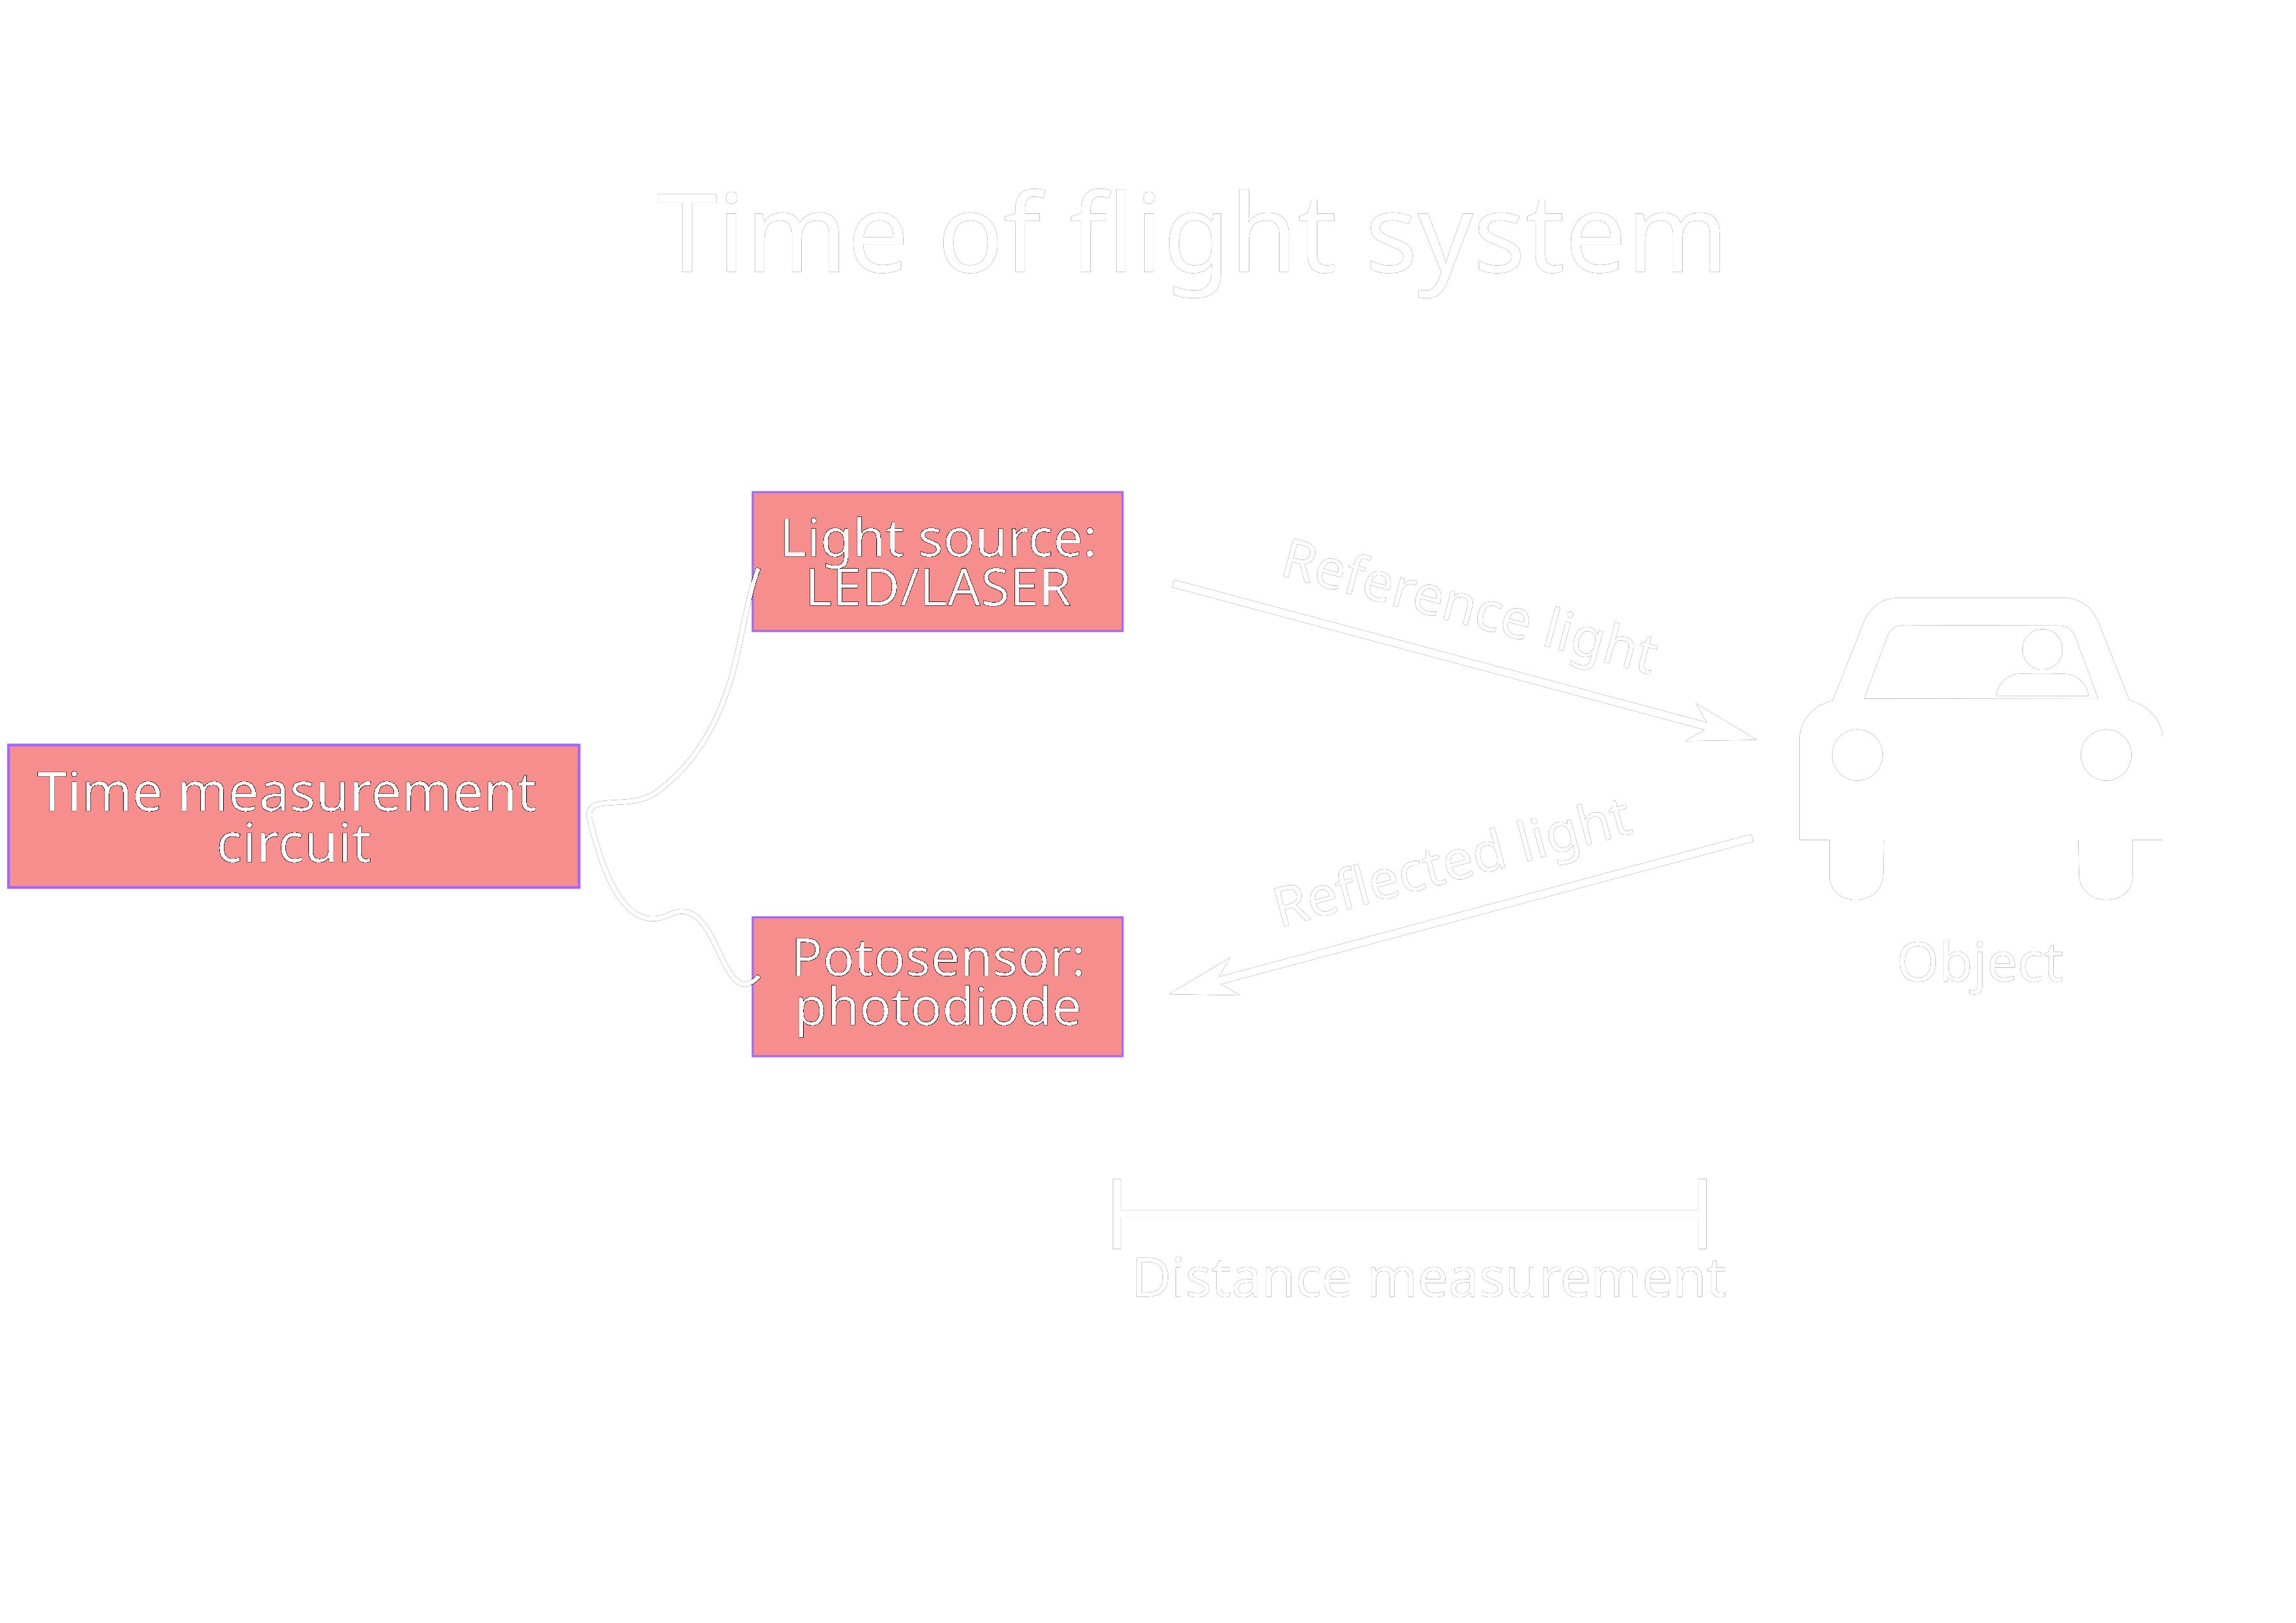 Time of flight system
Light source:
LED/LASER
Reference light
Time measurement
circuit
Reflected light
Potosensor:
photodiode
Object
Distance measurement